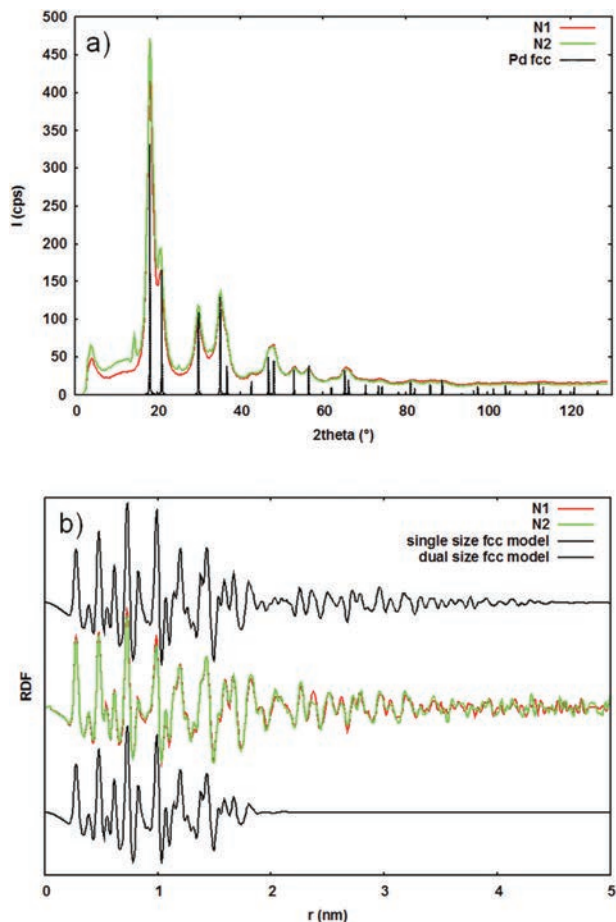 a)
N1
N2
Pd fcc
I (cps)
500
450
400
350
300
250
200
150
100
50
0
0 20 40 60 80 100 120
2theta (°)
b)
N1
N2
single size fcc model
dual size fcc model
RDF
0 1 2 3 4 5
r (nm)